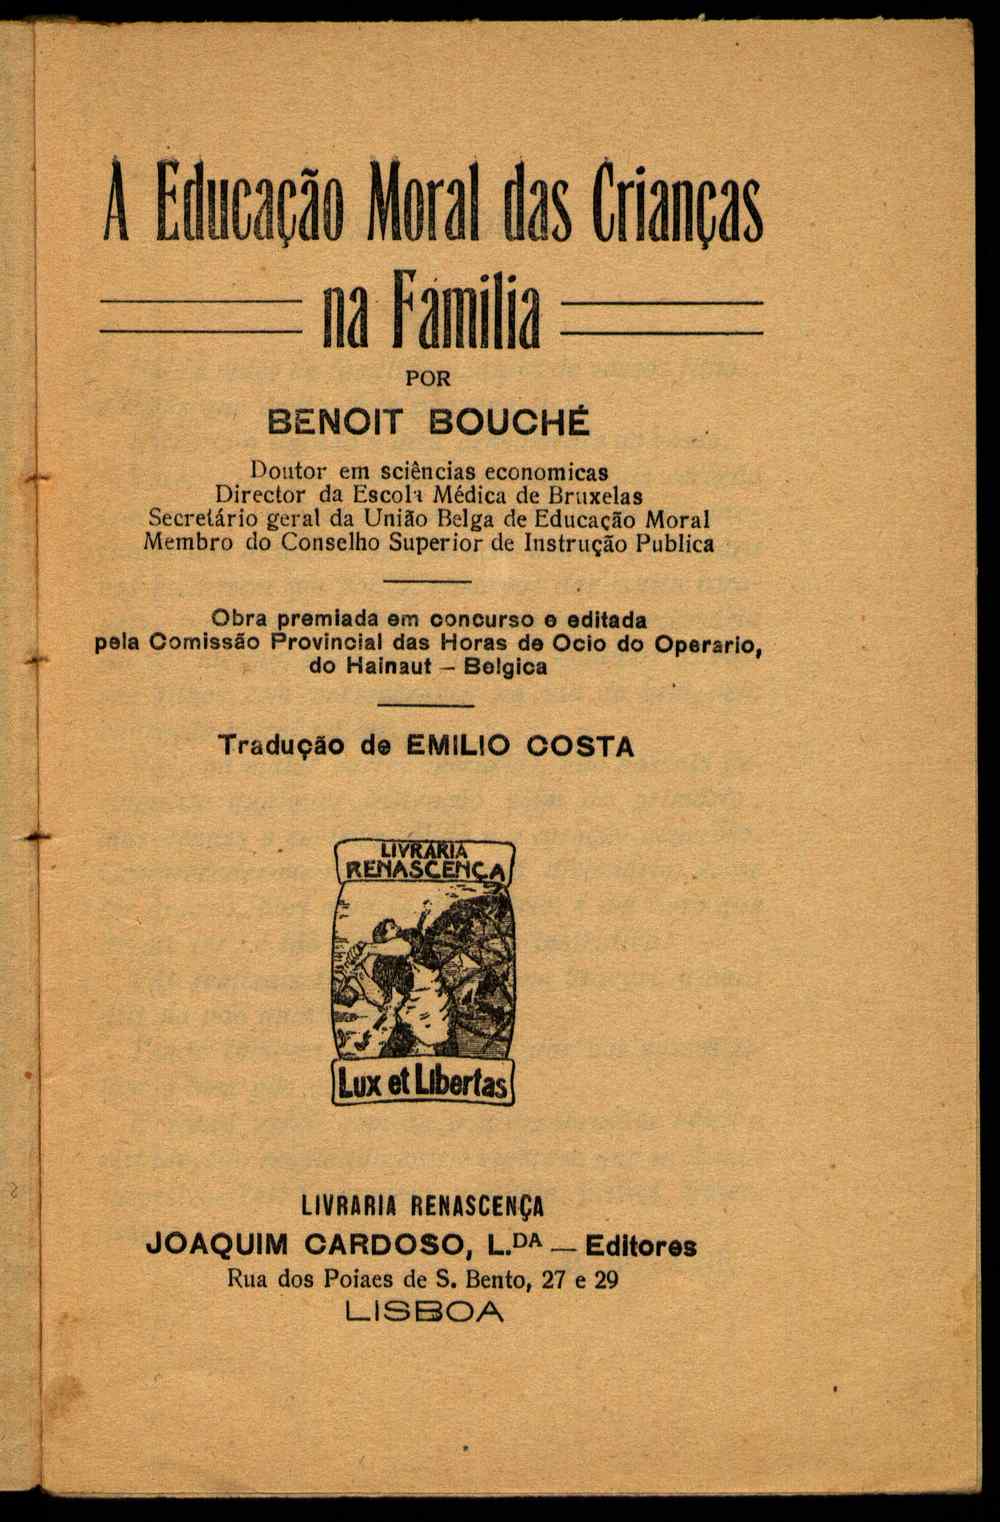 A Educação Moral das Crianças
na Familia
POR
BENOIT BOUCHÉ
Doutor em sciências economicas
Director da Escola Médica de Bruxelas
Secretário geral da União Belga de Educação Moral
Membro do Conselho Superior de Instrução Publica
Obra premiada em concurso e editada
pela Comissão Provincial das Horas de Ocio do Operario,
do Hainaut — Belgica
Tradução de EMILIO COSTA
LIVRARIA
RENASCENÇA
Lux et Libertas
LIVRARIA RENASCENÇA
JOAQUIM CARDOSO, L.DA — Editores
Rua dos Poiaes de S. Bento, 27 e 29
LISBOA